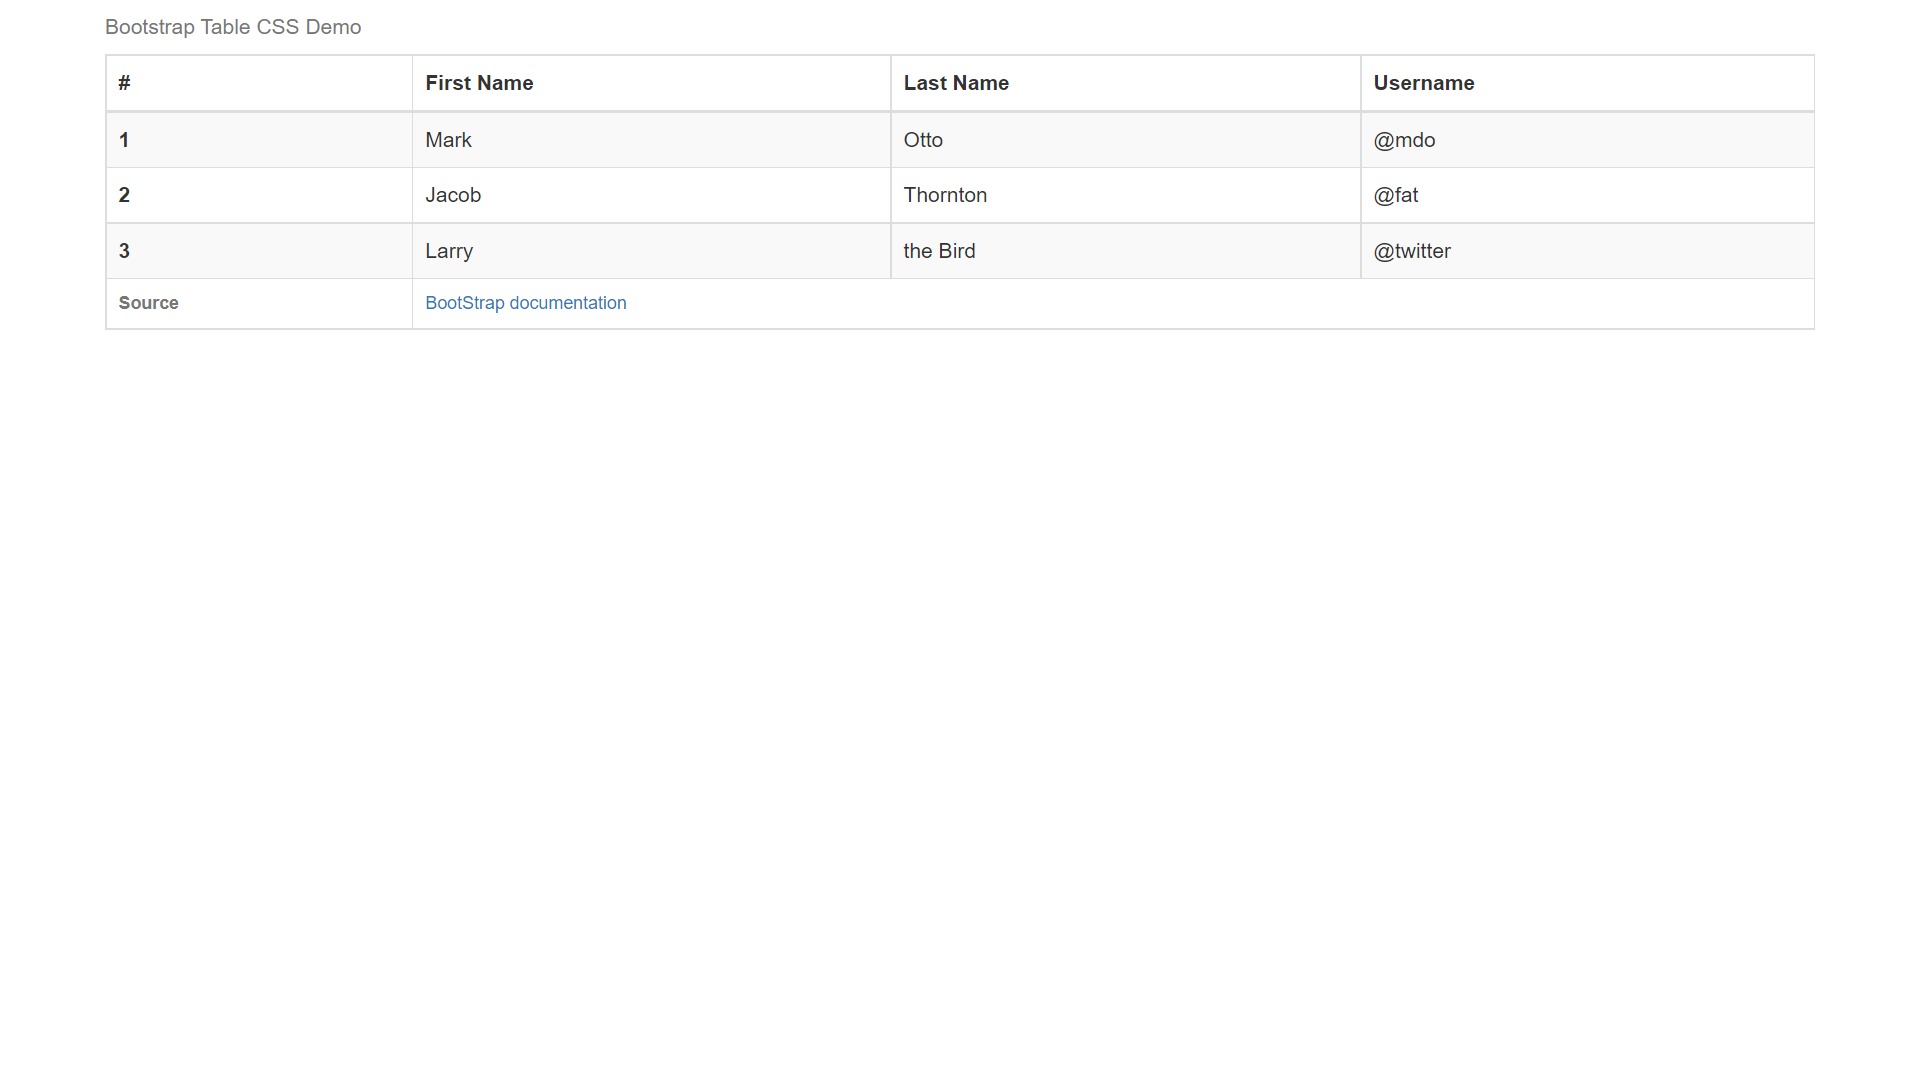 Bootstrap Table CSS Demo
# First Name Last Name Username
1 Mark Otto @mdo
2 Jacob Thornton @fat
3 Larry the Bird @twitter
Source BootStrap documentation